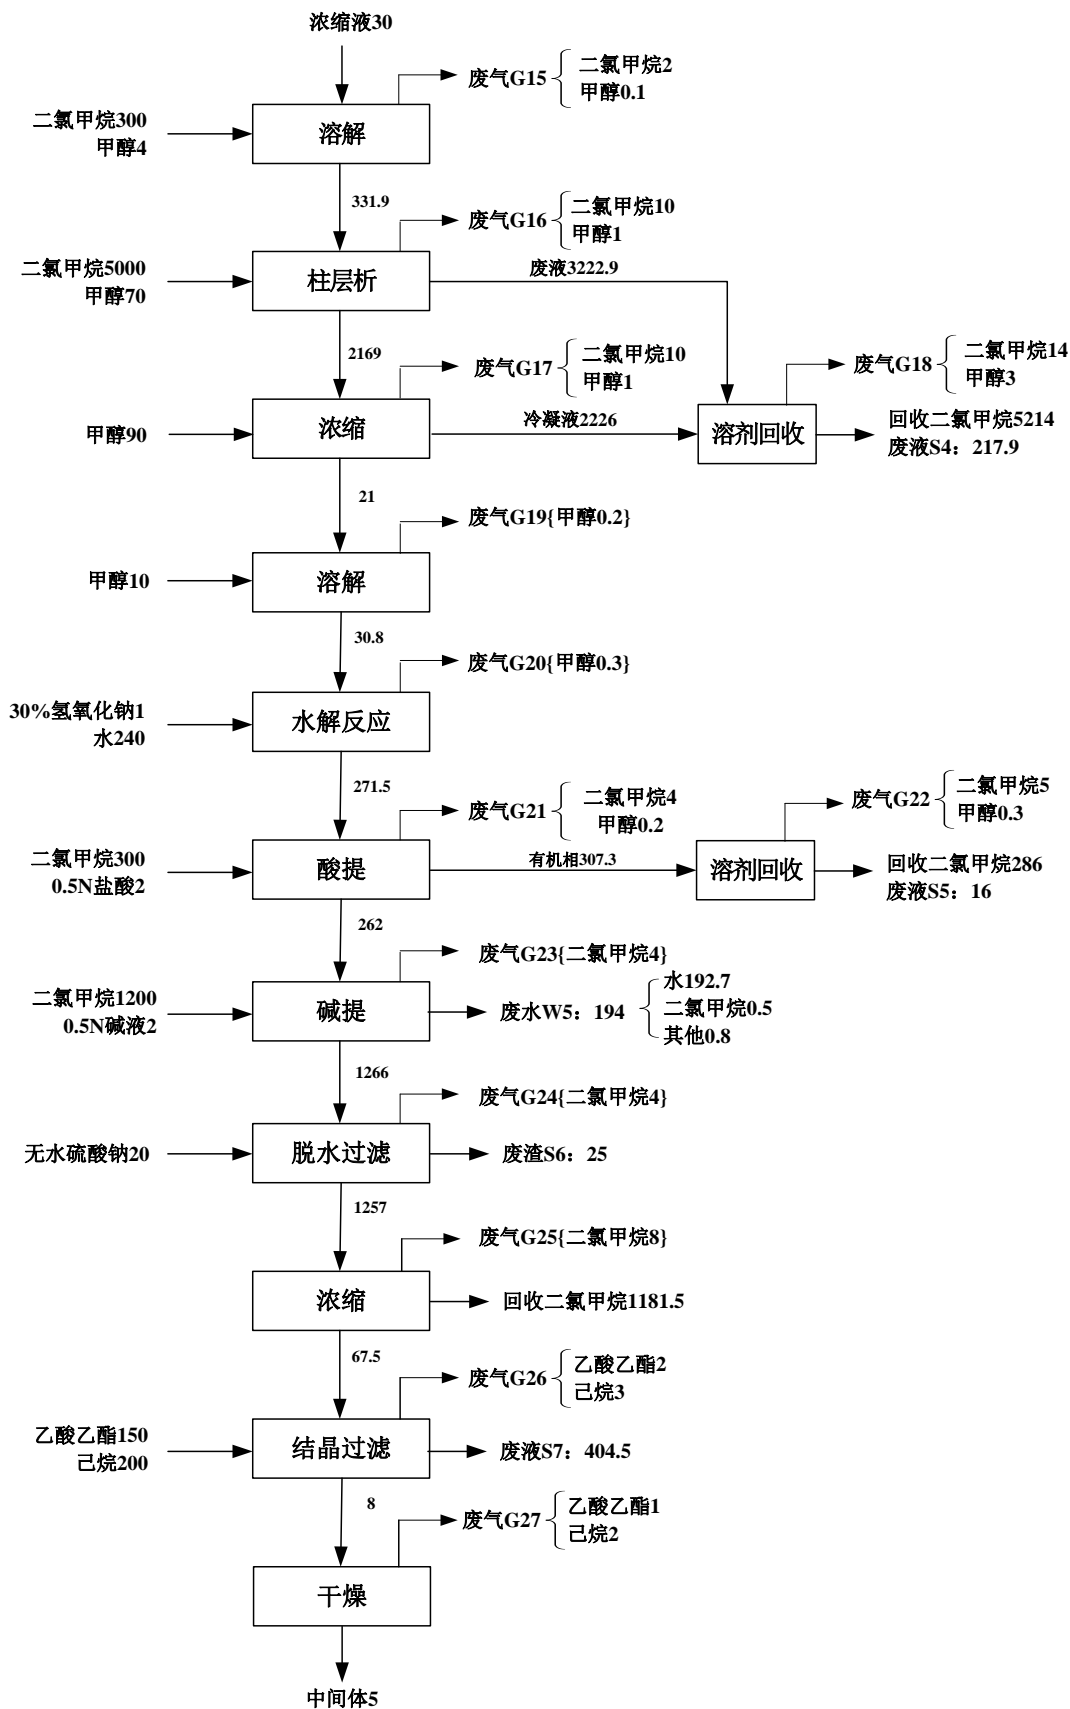 浓缩液30
废气G15
二氯甲烷2
甲醇0.1
二氯甲烷300
甲醇4
溶解
331.9
废气G16
二氯甲烷10
甲醇1
二氯甲烷5000
甲醇70
柱层析
废液3222.9
2169
废气G17
二氯甲烷10
甲醇1
废气G18
二氯甲烷14
甲醇3
甲醇90
浓缩
冷凝液2226
溶剂回收
回收二氯甲烷5214
废液S4：217.9
21
废气G19{甲醇0.2}
甲醇10
溶解
30.8
废气G20{甲醇0.3}
30%氢氧化钠1
水240
水解反应
271.5
废气G21
二氯甲烷4
甲醇0.2
废气G22
二氯甲烷5
甲醇0.3
二氯甲烷300
0.5N盐酸2
酸提
有机相307.3
溶剂回收
回收二氯甲烷286
废液S5：16
262
废气G23{二氯甲烷4}
二氯甲烷1200
0.5N碱液2
碱提
废水W5：194
水192.7
二氯甲烷0.5
其他0.8
1266
废气G24{二氯甲烷4}
无水硫酸钠20
脱水过滤
废渣S6：25
1257
废气G25{二氯甲烷8}
浓缩
回收二氯甲烷1181.5
67.5
废气G26
乙酸乙酯2
己烷3
乙酸乙酯150
己烷200
结晶过滤
废液S7：404.5
8
废气G27
乙酸乙酯1
己烷2
干燥
中间体5